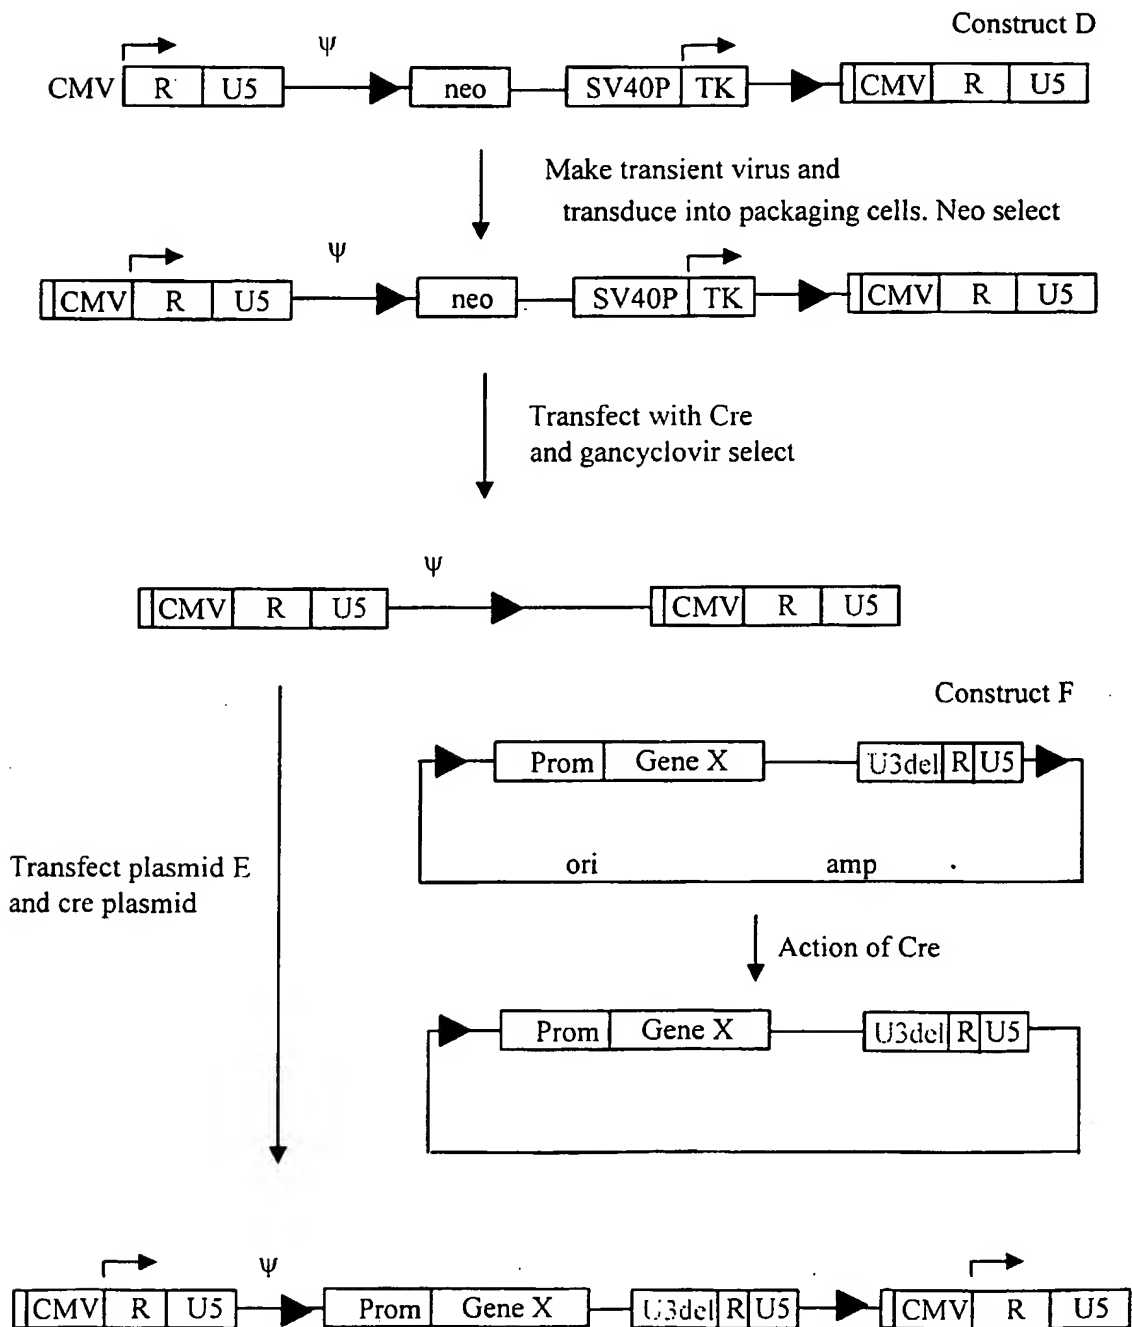 Construct D
ψ
CMV R U5 neo SV40P TK CMV R U5
Make transient virus and
transduce into packaging cells. Neo select
ψ
CMV R U5 neo SV40P TK CMV R U5
Transfect with Cre
and gancyclovir select
ψ
CMV R U5 CMV R U5
Construct F
Prom Gene X U3del R U5
ori amp
Transfect plasmid E
and cre plasmid
Action of Cre
Prom Gene X U3del R U5
ψ
CMV R U5 Prom Gene X U3del R U5 CMV R U5